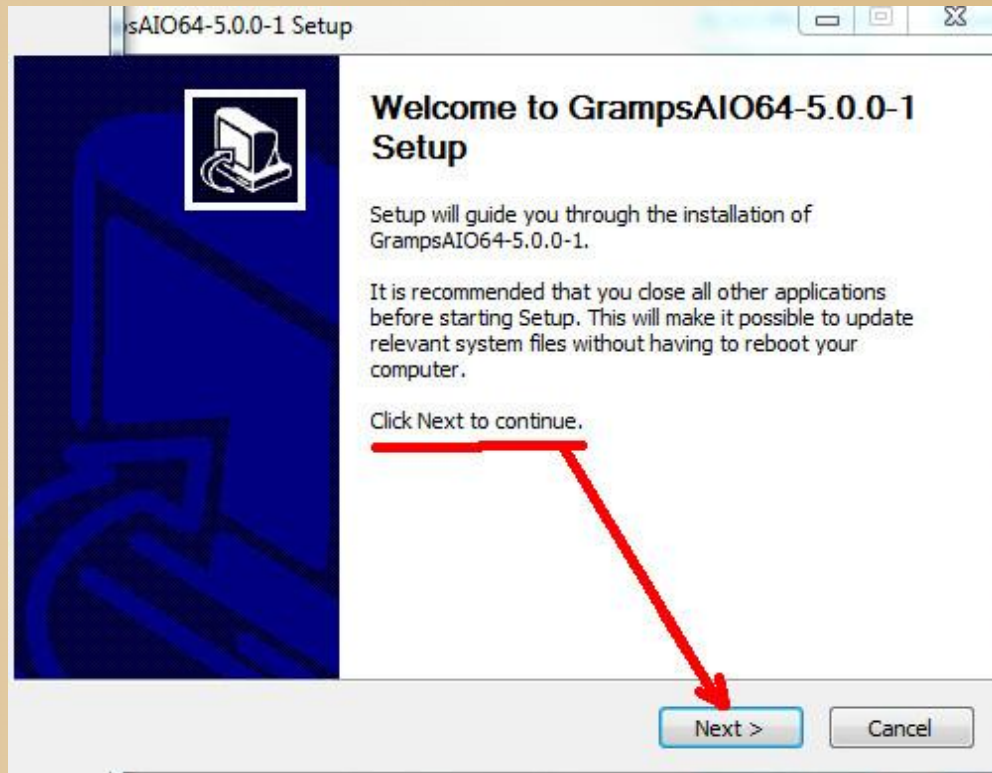 sAIO64-5.0.0-1 Setup
Welcome to GrampsAIO64-5.0.0-1
Setup
Setup will guide you through the installation of
GrampsAIO64-5.0.0-1.
It is recommended that you close all other applications
before starting Setup. This will make it possible to update
relevant system files without having to reboot your
computer.
Click Next to continue.
Next >
Cancel